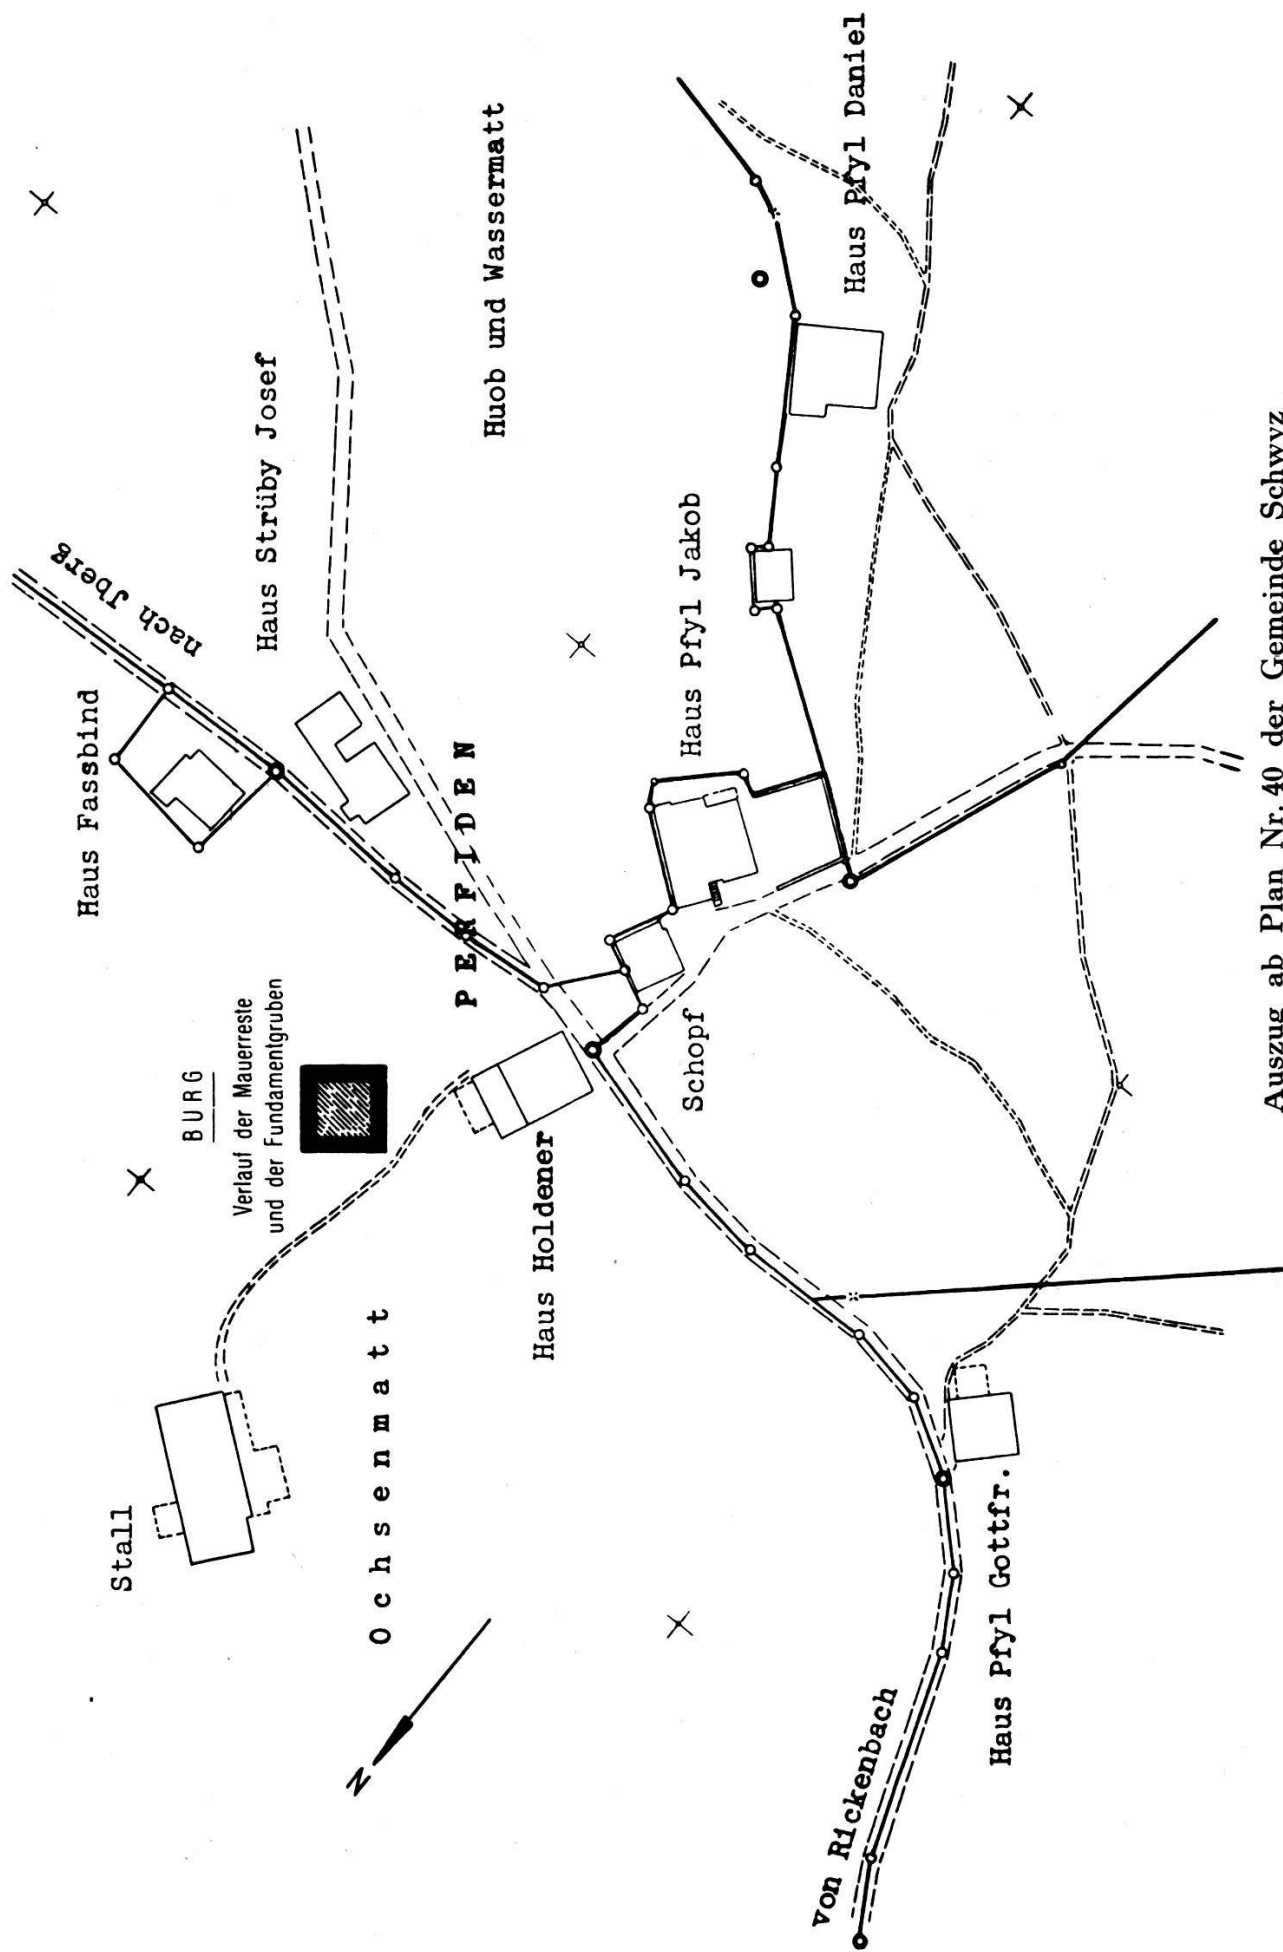 Stall
BURG
Verlauf der Mauerreste
und der Fundamentgruben
Haus Fassbind
nach Jberg
Haus Strüby Josef
Ochsenmatt
PERFIDEN
Huob und Wassermatt
N
Haus Holdener
Schopf
Haus Pfyl Jakob
Haus Pfyl Daniel
von Rickenbach
Haus Pfyl Gottfr.
Auszug ab Plan Nr. 40 der Gemeinde Schwyz